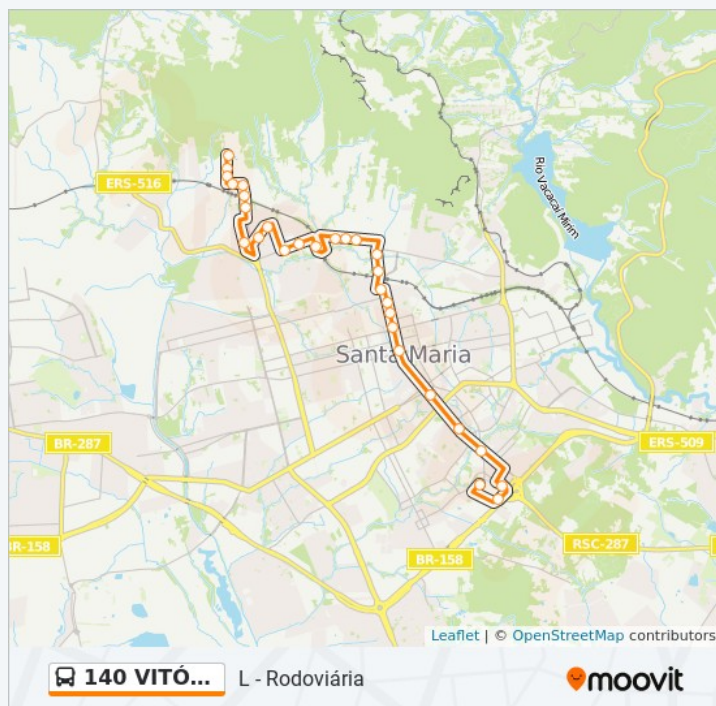 Rio Vacacaí Mirim
ERS-516
Santa Maria
BR-287
ERS-509
BR-158
RSC-287
BR-158
Leaflet | © OpenStreetMap contributors
140 VITÓ... L - Rodoviária
moovit